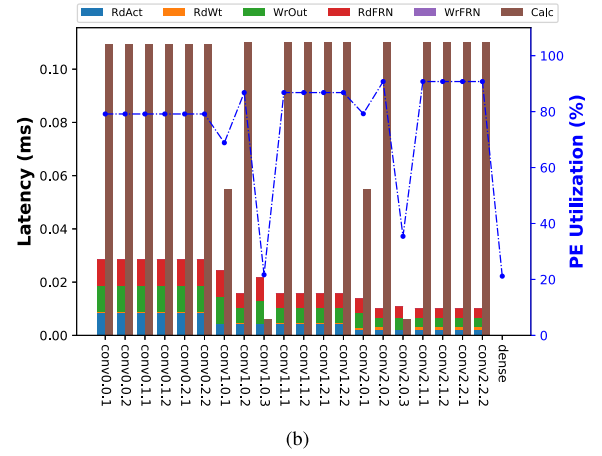 RdAct RdWt WrOut RdFRN WrFRN Calc
Latency (ms)
0.10
0.08
0.06
0.04
0.02
0.00
100
80
60
40
20
0
PE Utilization (%)
conv0.0.1
conv0.0.2
conv0.1.1
conv0.1.2
conv0.2.1
conv0.2.2
conv1.0.1
conv1.0.2
conv1.0.3
conv1.1.1
conv1.1.2
conv1.2.1
conv1.2.2
conv2.0.1
conv2.0.2
conv2.0.3
conv2.1.1
conv2.1.2
conv2.2.1
conv2.2.2
dense
(b)